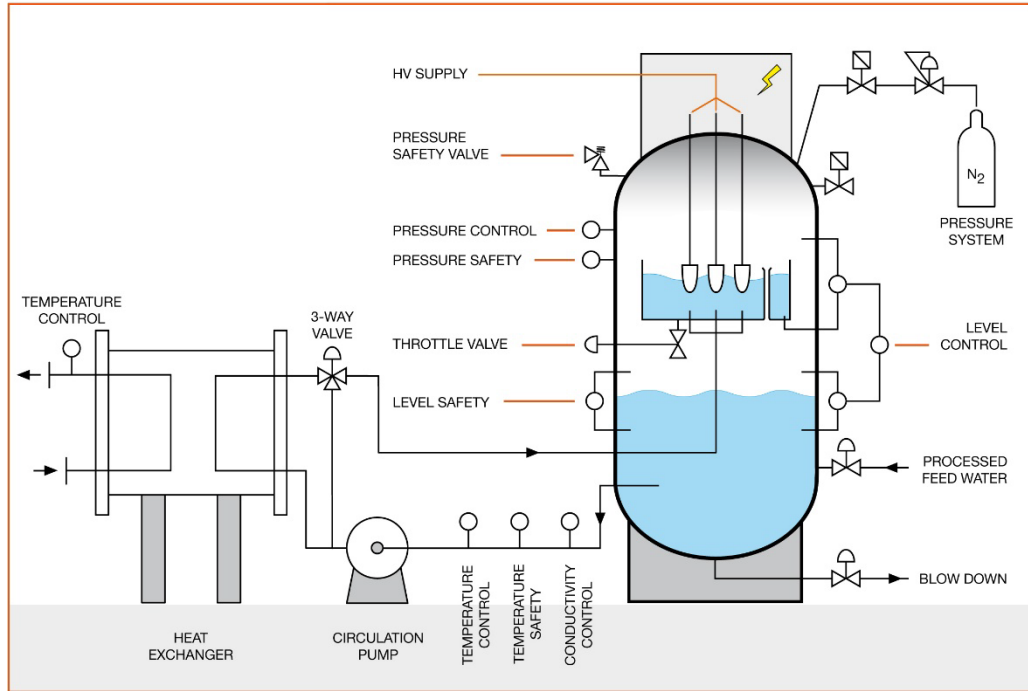 HV SUPPLY
PRESSURE
SAFETY VALVE
N2
PRESSURE
SYSTEM
PRESSURE CONTROL
PRESSURE SAFETY
TEMPERATURE
CONTROL
3-WAY
VALVE
THROTTLE VALVE
LEVEL
CONTROL
LEVEL SAFETY
PROCESSED
FEED WATER
BLOW DOWN
HEAT
EXCHANGER
CIRCULATION
PUMP
TEMPERATURE
CONTROL
TEMPERATURE
SAFETY
CONDUCTIVITY
CONTROL